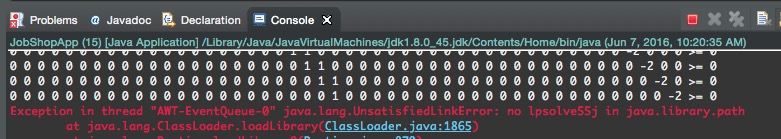 Problems @ Javadoc Declaration Console
JobShopApp (15) [Java Application] /Library/Java/JavaVirtualMachines/jdk1.8.0_45.jdk/Contents/Home/bin/java (Jun 7, 2016, 10:20:35 AM)
0 0 0 0 0 0 0 0 0 0 0 0 0 0 0 0 0 0 0 0 0 1 1 0 0 0 0 0 0 0 0 0 0 0 0 0 0 0 0 0 0 0 0 0 -2 0 0 >= 0
0 0 0 0 0 0 0 0 0 0 0 0 0 0 0 0 0 0 0 0 0 0 1 1 0 0 0 0 0 0 0 0 0 0 0 0 0 0 0 0 0 0 0 0 0 -2 0 0 >= 0
0 0 0 0 0 0 0 0 0 0 0 0 0 0 0 0 0 0 0 0 0 0 0 1 1 0 0 0 0 0 0 0 0 0 0 0 0 0 0 0 0 0 0 0 0 0 -2 0 >= 0
0 0 0 0 0 0 0 0 0 0 0 0 0 0 0 0 0 0 0 0 0 0 0 0 1 1 0 0 0 0 0 0 0 0 0 0 0 0 0 0 0 0 0 0 0 0 0 -2 >= 0
Exception in thread "AWT-EventQueue-0" java.lang.UnsatisfiedLinkError: no lpsolve55j in java.library.path
at java.lang.ClassLoader.loadLibrary(ClassLoader.java:1865)